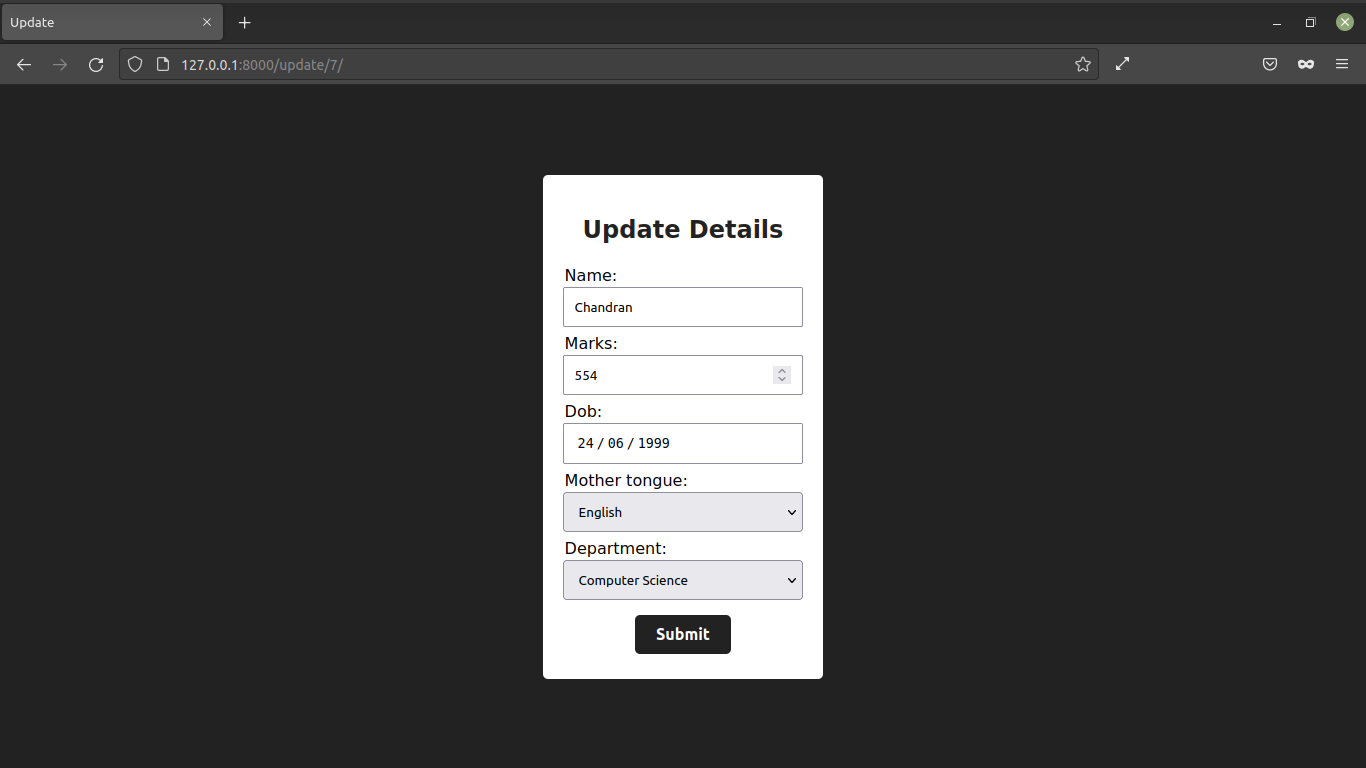 Update
127.0.0.1:8000/update/7/
Update Details
Name:
Chandran
Marks:
554
Dob:
24 / 06 / 1999
Mother tongue:
English
Department:
Computer Science
Submit